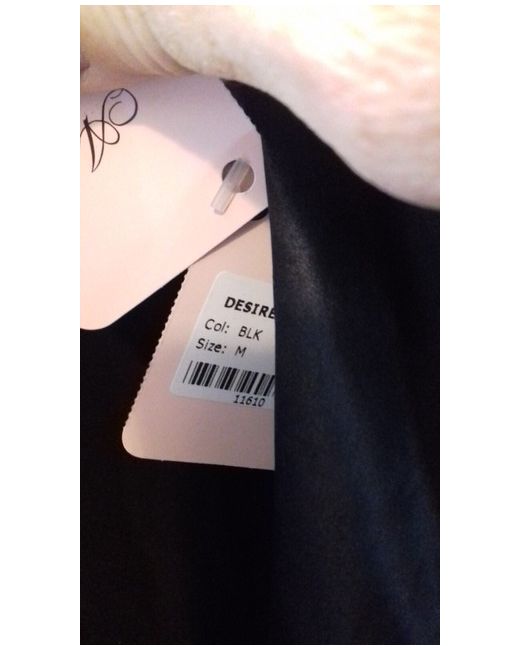 DESIRE
Col: BLK
Size: M
11610